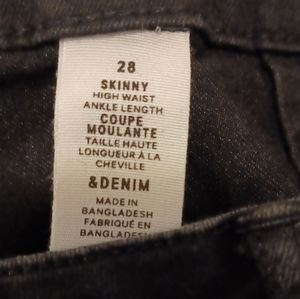 28
SKINNY
HIGH WAIST
ANKLE LENGTH
COUPE
MOULANTE
TAILLE HAUTE
LONGUEUR À LA
CHEVILLE
&DENIM
MADE IN
BANGLADESH
FABRIQUÉ EN